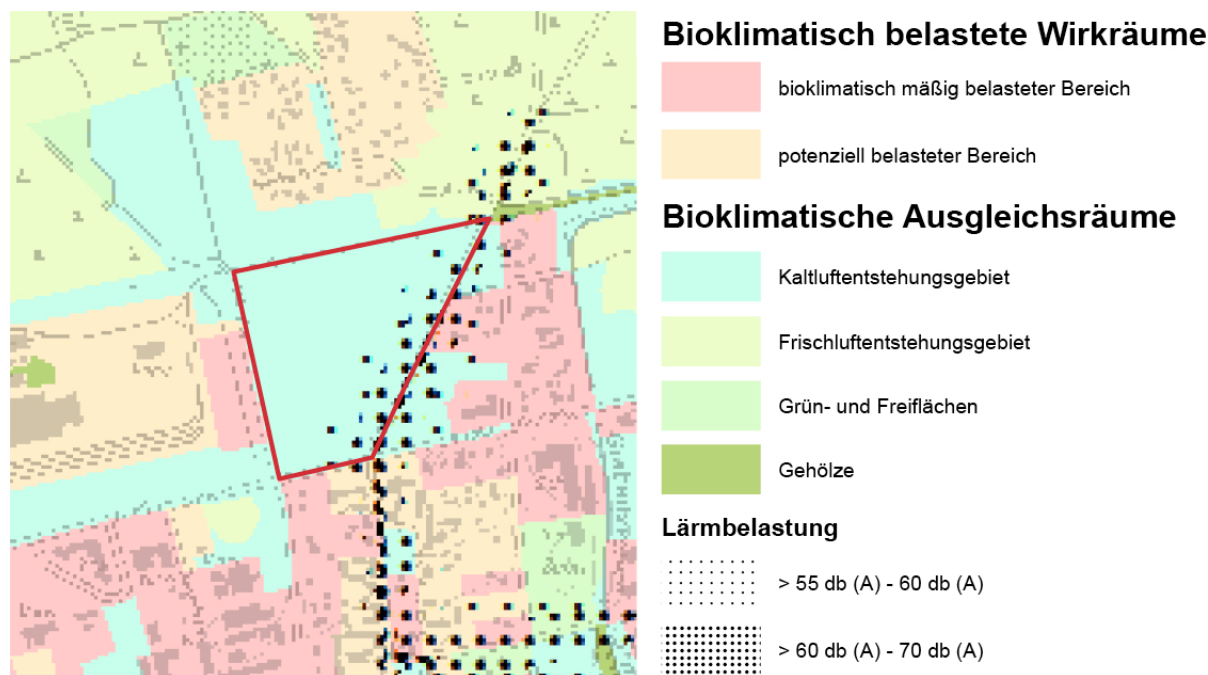 Bioklimatisch belastete Wirkräume
bioklimatisch mäßig belasteter Bereich
potenziell belasteter Bereich
Bioklimatische Ausgleichsräume
Kaltluftentstehungsgebiet
Frischluftentstehungsgebiet
Grün- und Freiflächen
Gehölze
Lärmbelastung
> 55 db (A) - 60 db (A)
> 60 db (A) - 70 db (A)